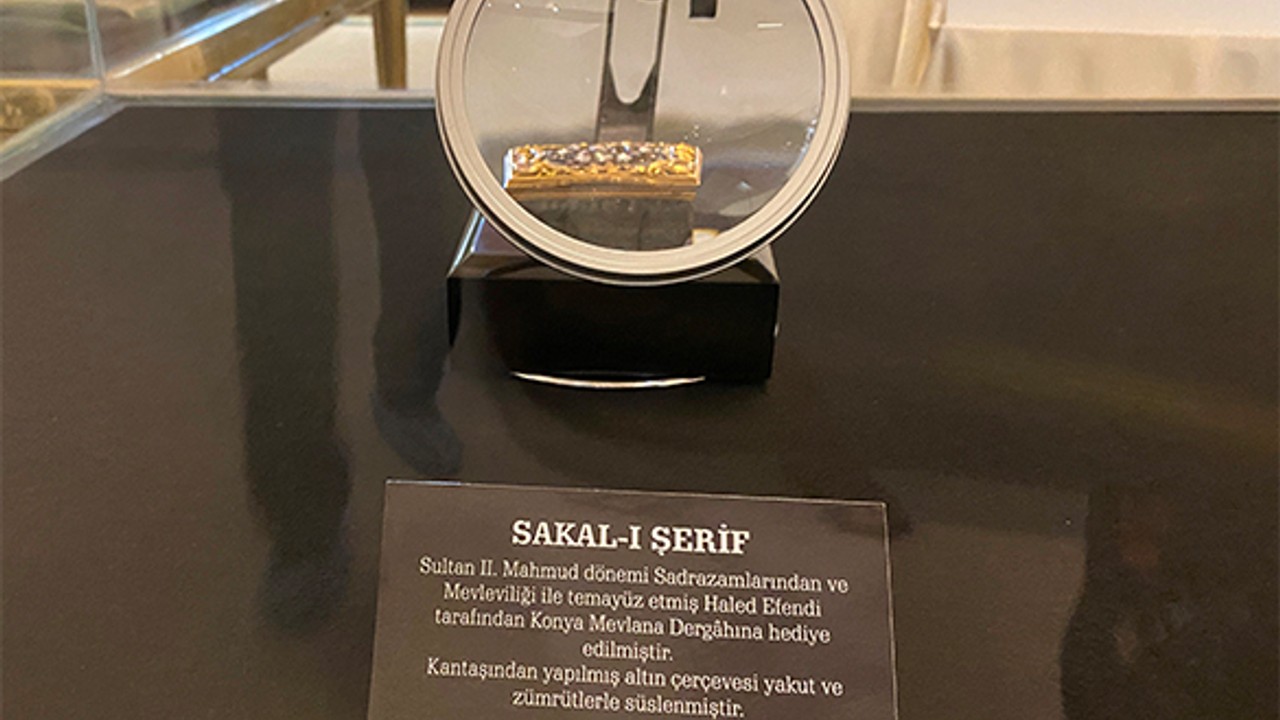 SAKAL-I ŞERİF
Sultan II. Mahmud dönemi Sadrazamlarından ve
Mevleviliği ile temayüz etmiş Haled Efendi
tarafından Konya Mevlana Dergâhına hediye
edilmiştir.
Kantaşından yapılmış altın çerçevesi yakut ve
zümrütlerle süslenmiştir.